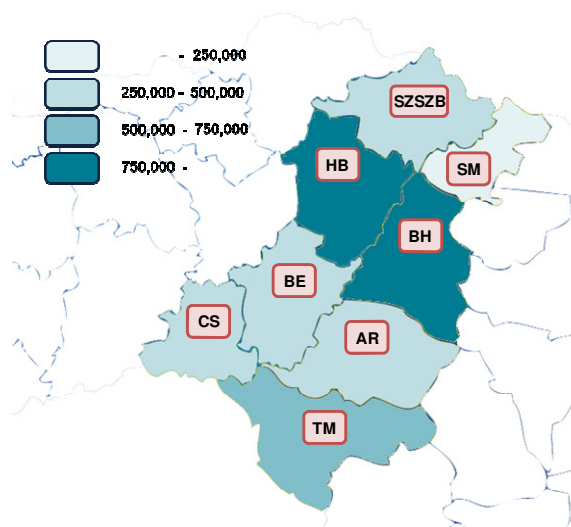 - 250,000
250,000 - 500,000
500,000 - 750,000
750,000 -
SZSZB
HB
SM
BH
BE
CS
AR
TM